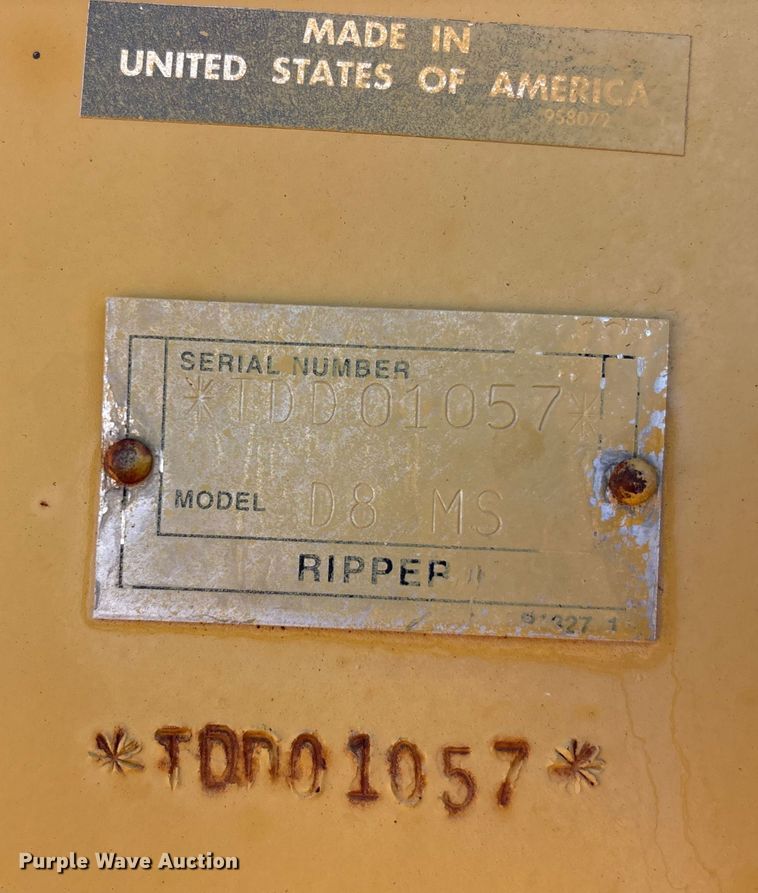 MADE IN
UNITED STATES OF AMERICA
9S8072
SERIAL NUMBER
*TDD01057*
MODEL D8 MS
RIPPER
*TDD01057*
Purple Wave Auction